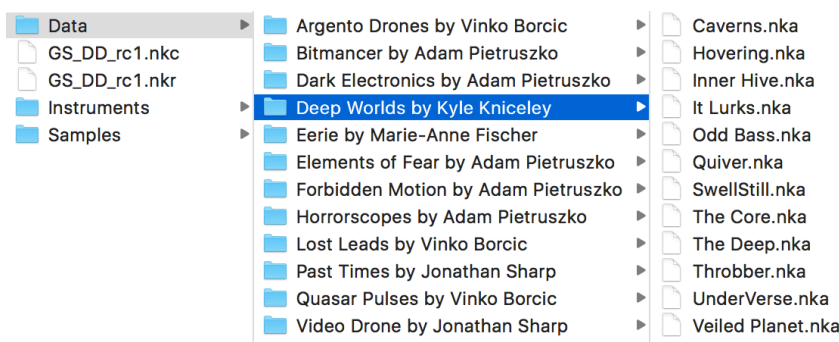 Data
GS_DD_rc1.nkc
GS_DD_rc1.nkr
Instruments
Samples
Argento Drones by Vinko Borcic
Bitmancer by Adam Pietruszko
Dark Electronics by Adam Pietruszko
Deep Worlds by Kyle Kniceley
Eerie by Marie-Anne Fischer
Elements of Fear by Adam Pietruszko
Forbidden Motion by Adam Pietruszko
Horrorscopes by Adam Pietruszko
Lost Leads by Vinko Borcic
Past Times by Jonathan Sharp
Quasar Pulses by Vinko Borcic
Video Drone by Jonathan Sharp
Caverns.nka
Hovering.nka
Inner Hive.nka
It Lurks.nka
Odd Bass.nka
Quiver.nka
SwellStill.nka
The Core.nka
The Deep.nka
Throbber.nka
UnderVerse.nka
Veiled Planet.nka